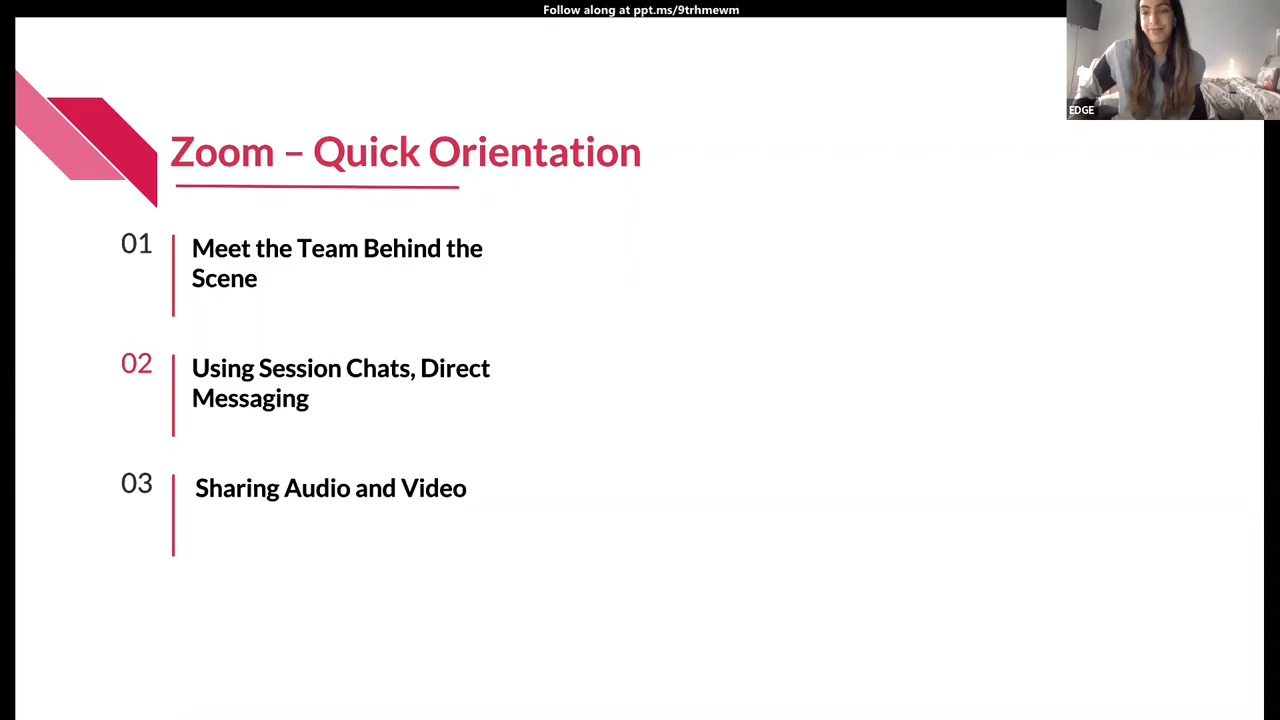 Follow along at ppt.ms/9trhmewm
EDGE
Zoom – Quick Orientation
01
Meet the Team Behind the
Scene
02
Using Session Chats, Direct
Messaging
03
Sharing Audio and Video